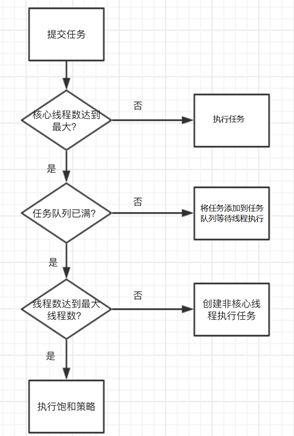 提交任务
核心线程数达到
最大?
否
执行任务
是
任务队列已满?
否
将任务添加到任务
队列等待线程执行
是
线程数达到最大
线程数?
否
创建非核心线
程执行任务
是
执行饱和策略